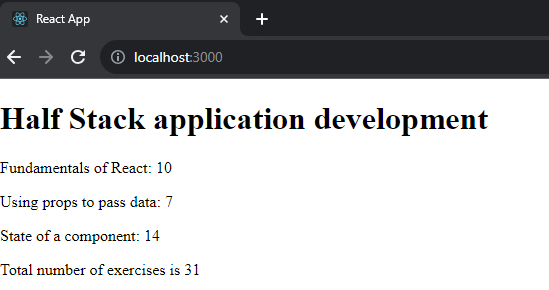 React App
localhost:3000
Half Stack application development
Fundamentals of React: 10
Using props to pass data: 7
State of a component: 14
Total number of exercises is 31